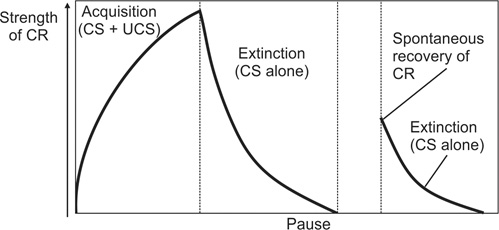 Strength
of CR
Acquisition
(CS + UCS)
Extinction
(CS alone)
Spontaneous
recovery of
CR
Extinction
(CS alone)
Pause